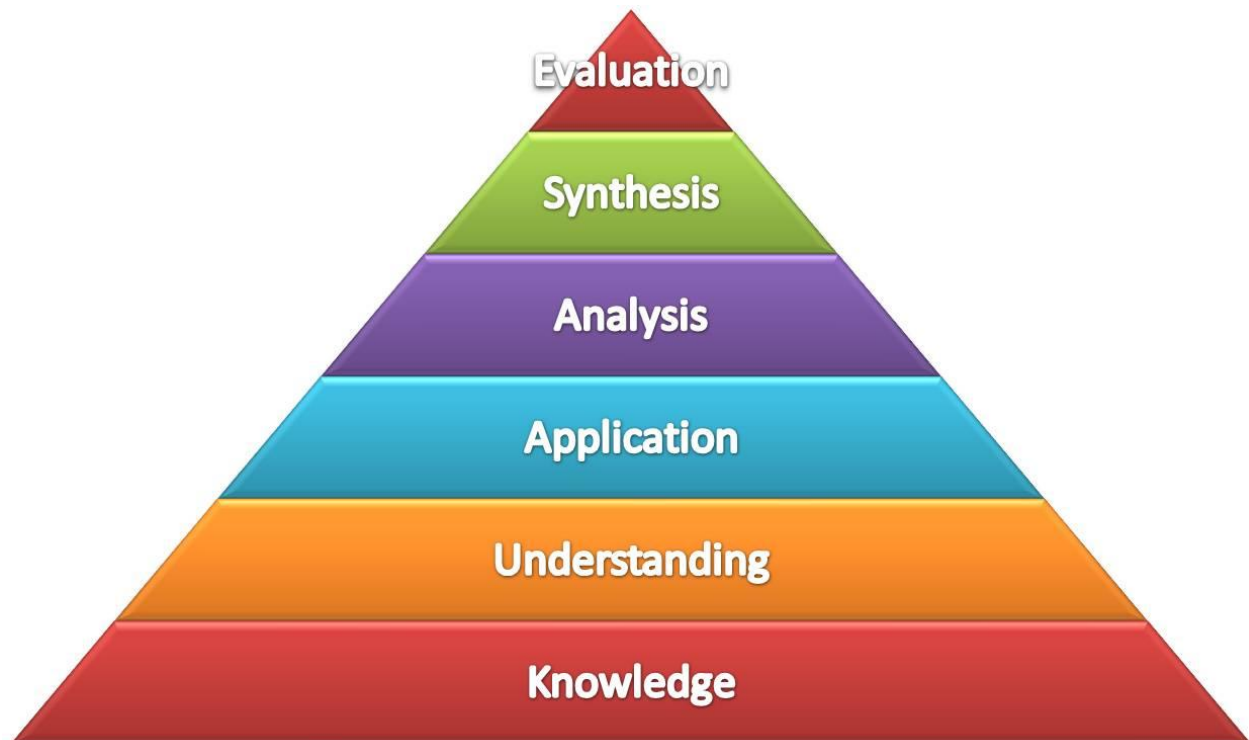 Evaluation
Synthesis
Analysis
Application
Understanding
Knowledge